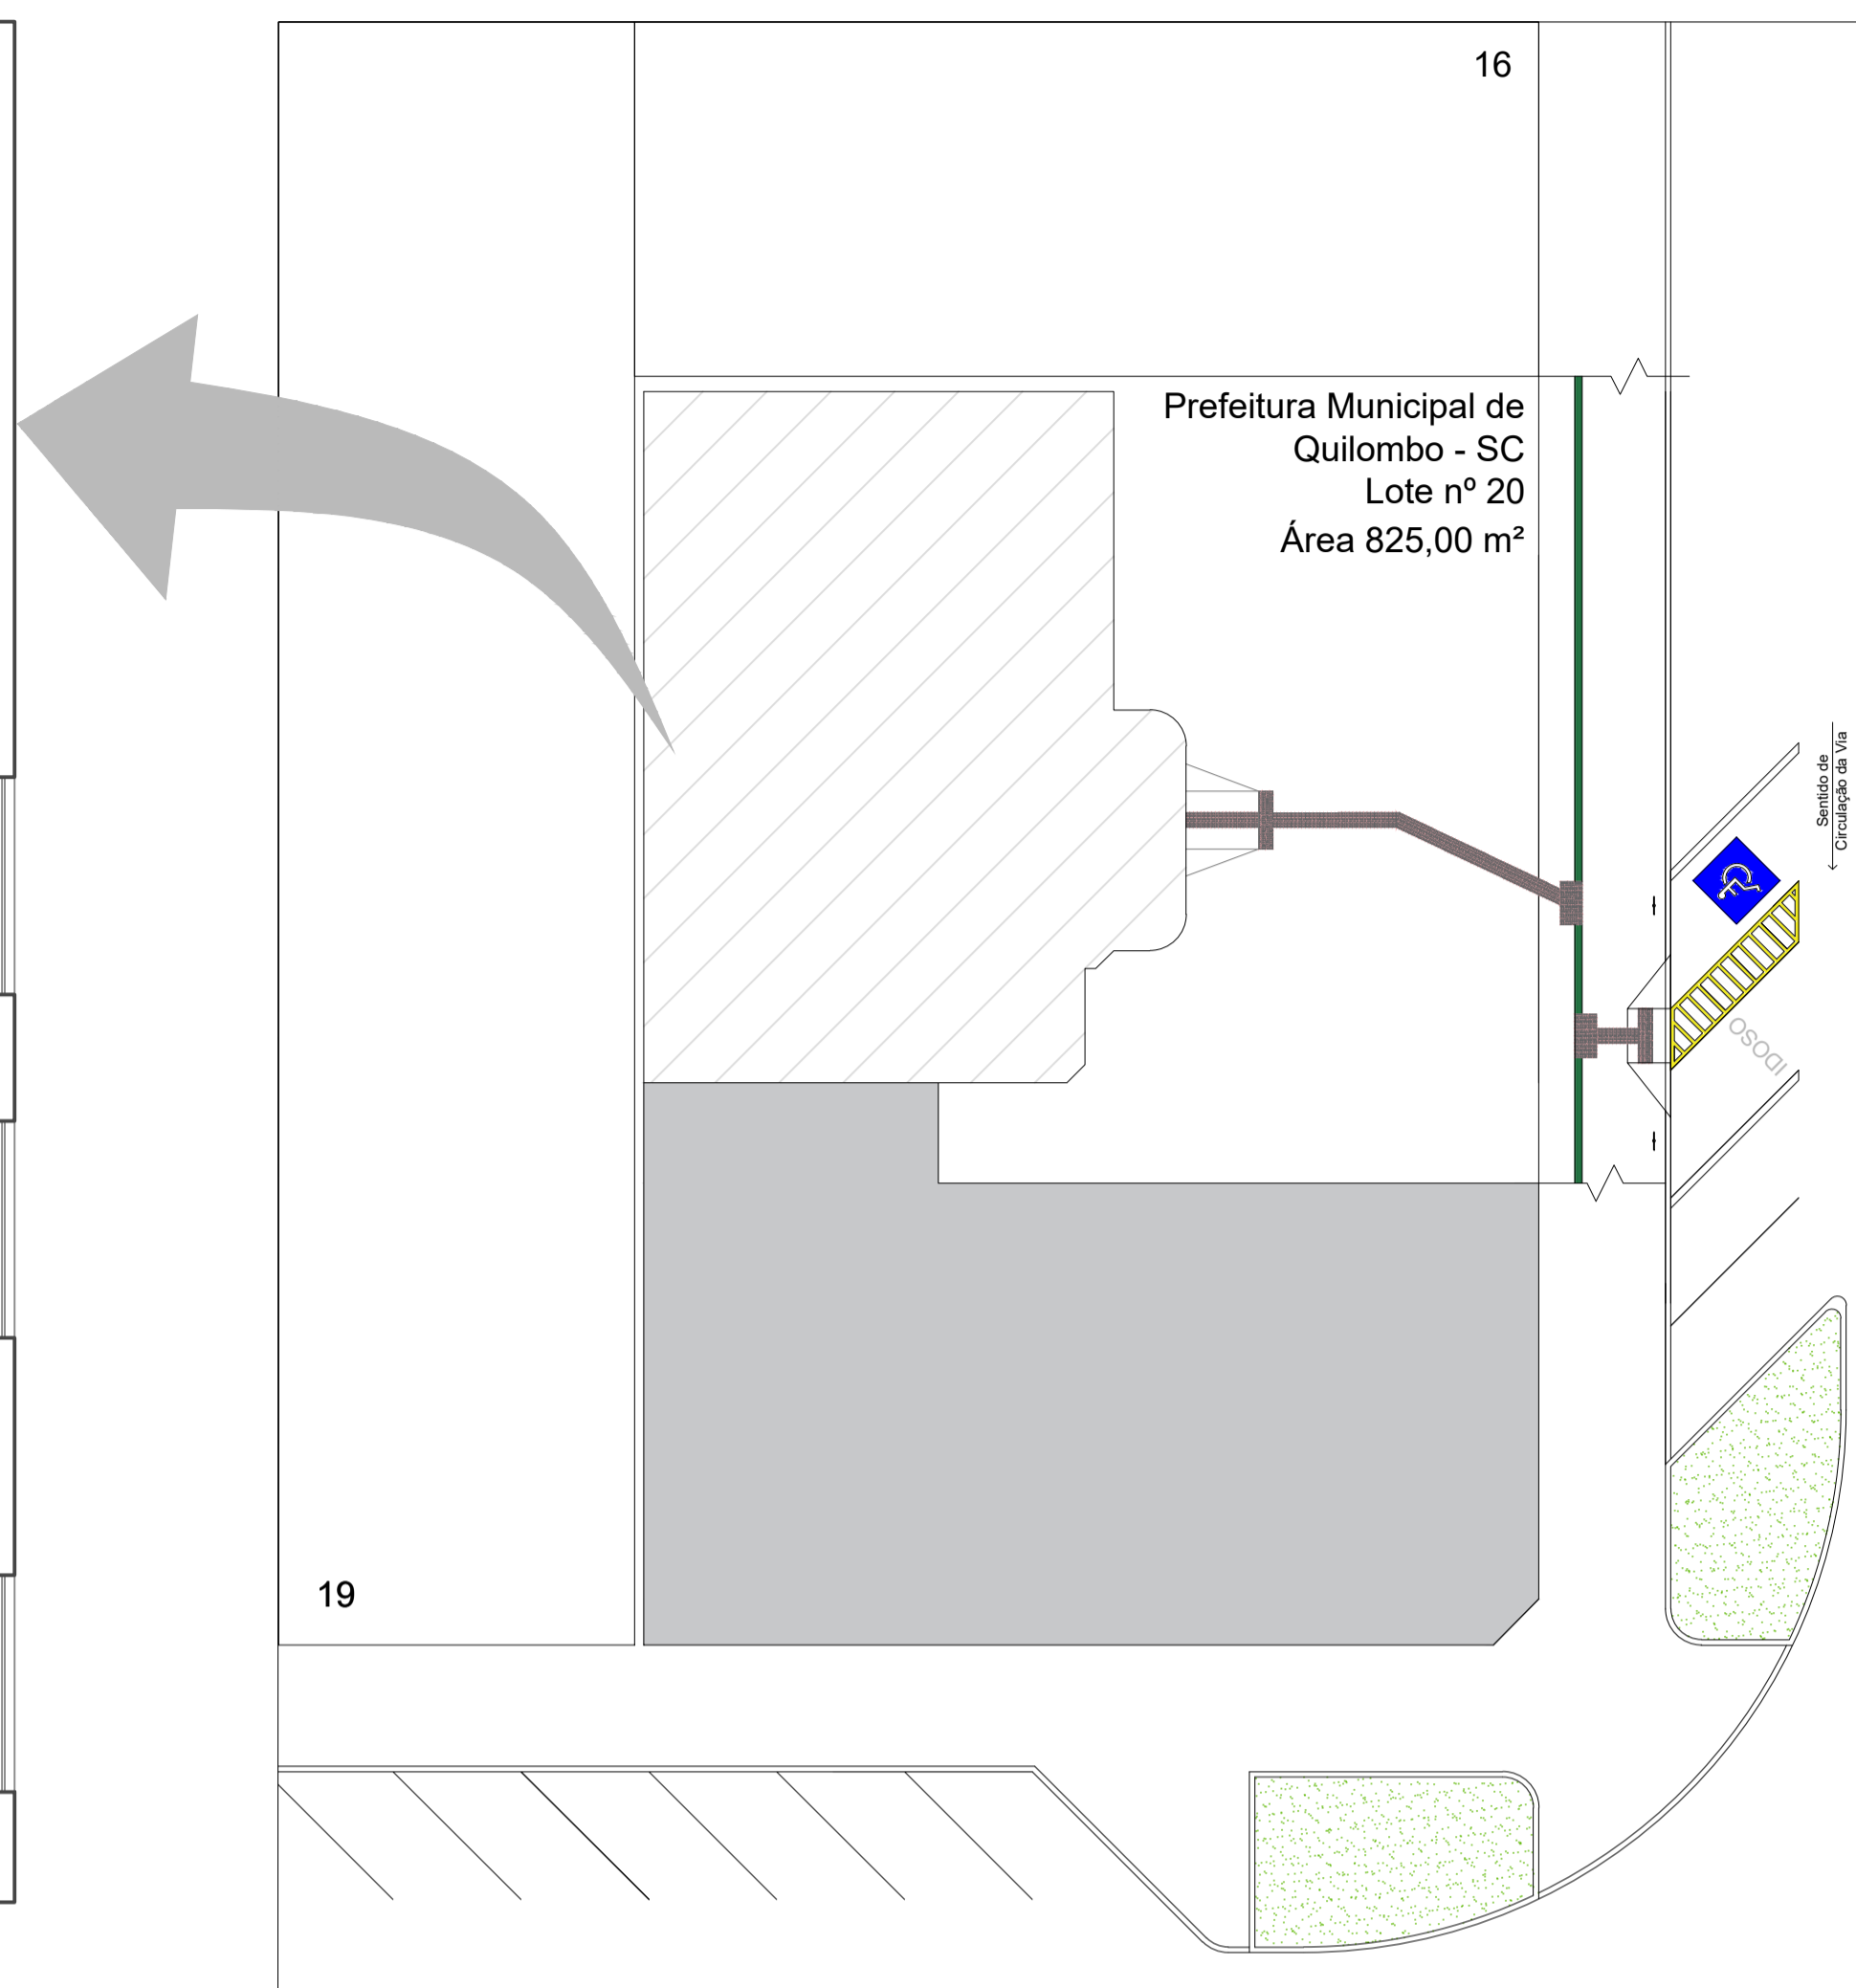 16
Prefeitura Municipal de
Quilombo - SC
Lote nº 20
Área 825,00 m²
Sentido de
Circulação da Via
IDOSO
19